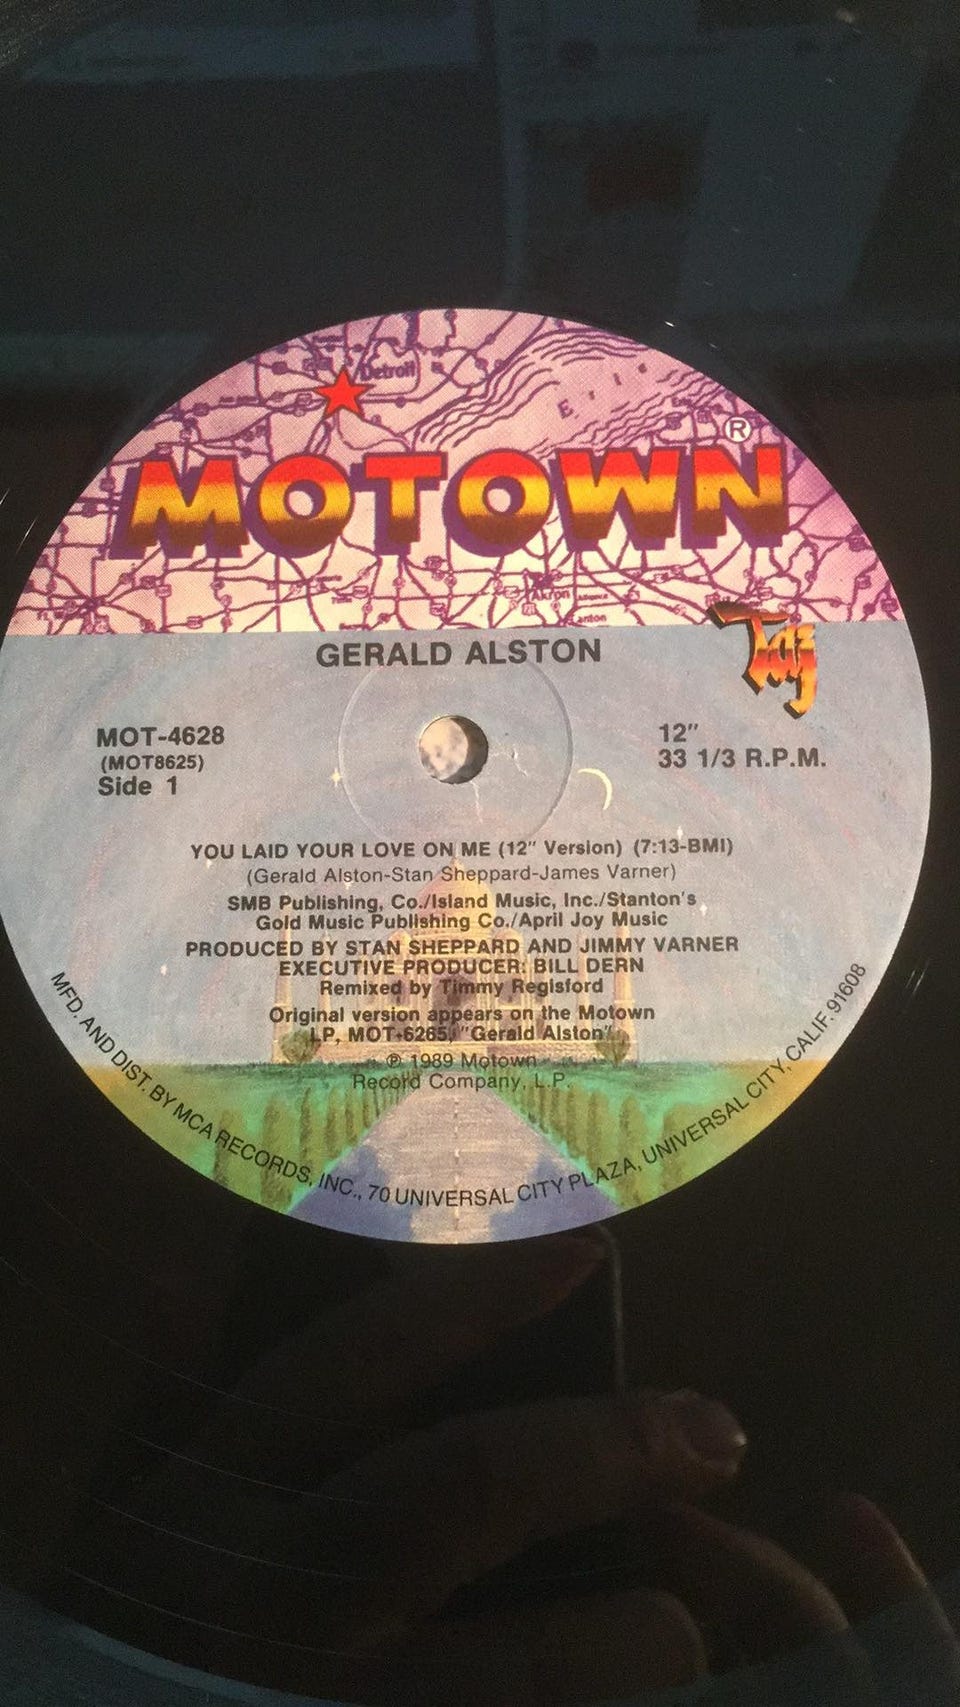 Detroit
Erie
MOTOWN®
Akron
Taz
GERALD ALSTON
MOT-4628
(MOT8625)
Side 1
12"
33 1/3 R.P.M.
YOU LAID YOUR LOVE ON ME (12" Version) (7:13-BMI)
(Gerald Alston-Stan Sheppard-James Varner)
SMB Publishing, Co./Island Music, Inc./Stanton's
Gold Music Publishing Co./April Joy Music
PRODUCED BY STAN SHEPPARD AND JIMMY VARNER
EXECUTIVE PRODUCER: BILL DERN
Remixed by Timmy Regisford
Original version appears on the Motown
LP, MOT-6265, "Gerald Alston"
℗ 1989 Motown
Record Company, L.P.
MFD. AND DIST. BY MCA RECORDS, INC., 70 UNIVERSAL CITY PLAZA, UNIVERSAL CITY, CALIF. 91608